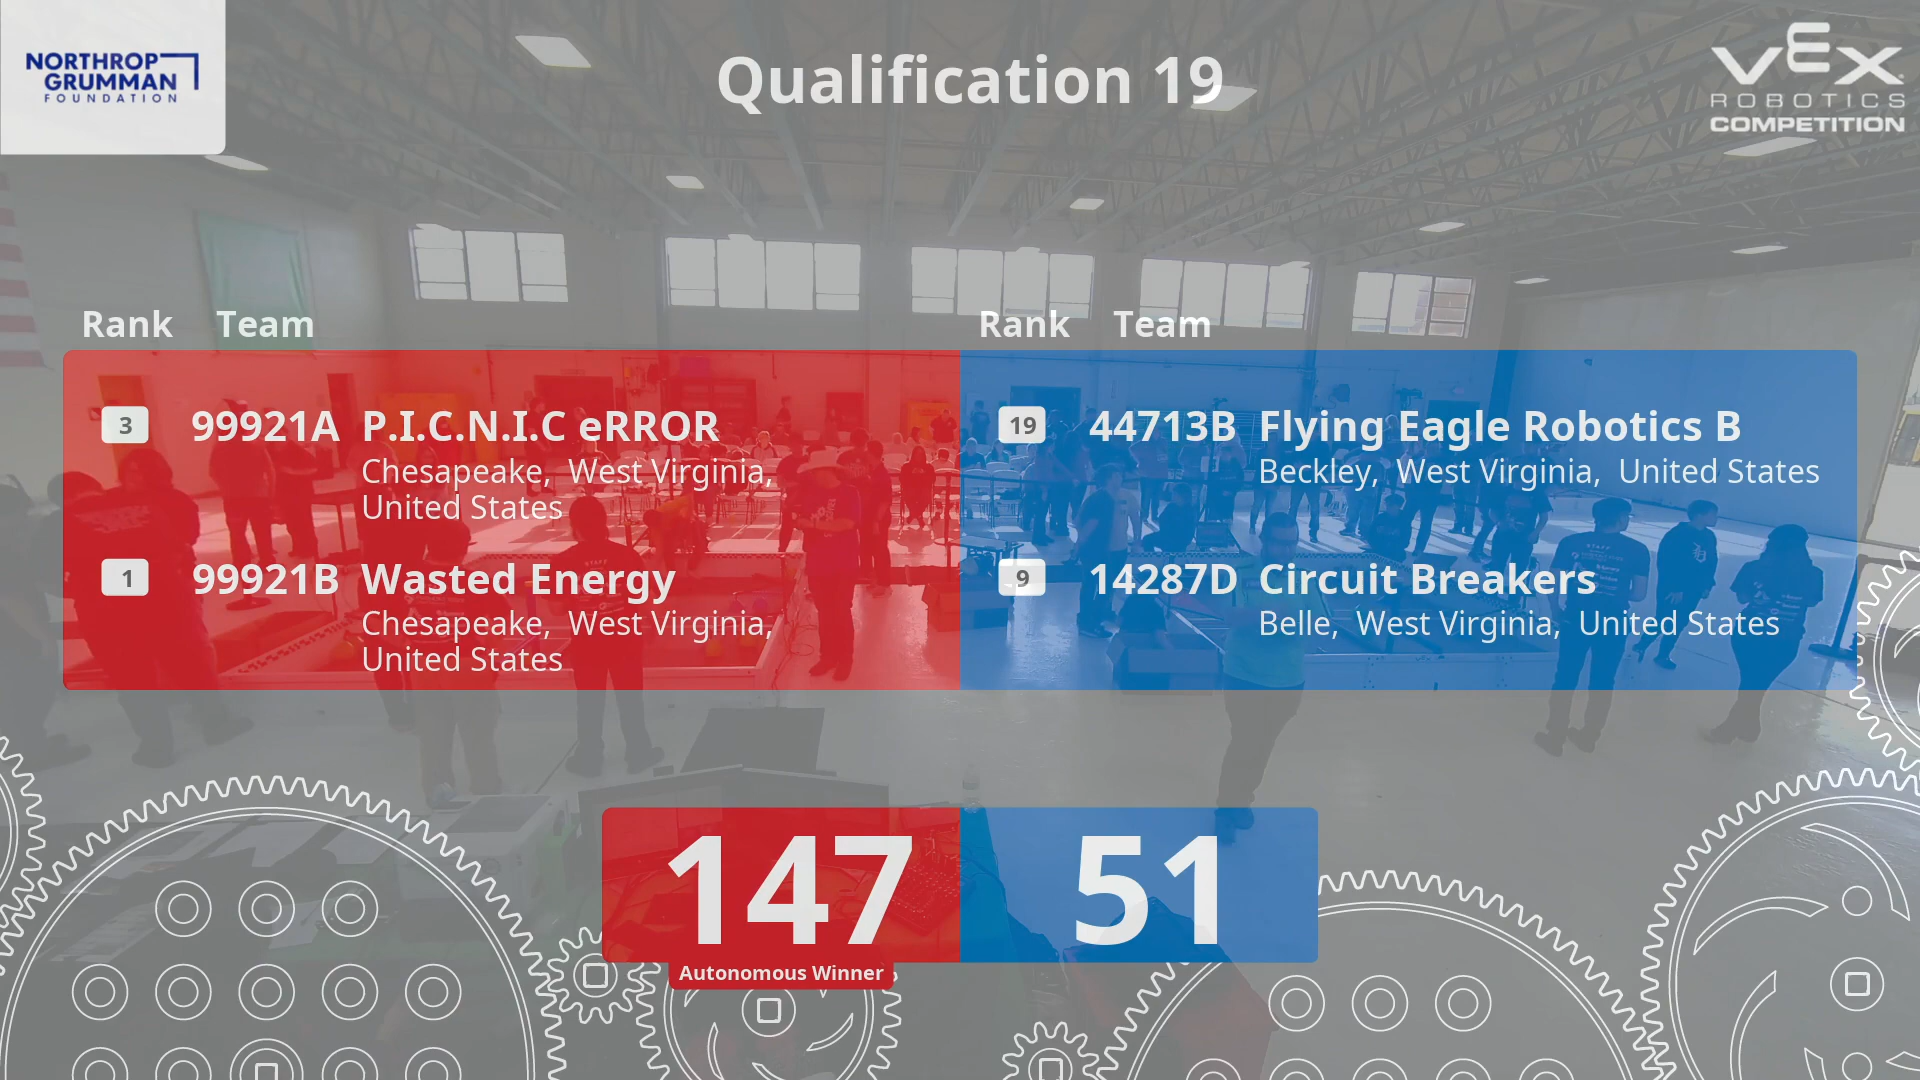 NORTHROP
GRUMMAN
FOUNDATION
Qualification 19
VEX
ROBOTICS
COMPETITION
Rank Team
3 99921A P.I.C.N.I.C eRROR
Chesapeake, West Virginia,
United States
1 99921B Wasted Energy
Chesapeake, West Virginia,
United States
Rank Team
19 44713B Flying Eagle Robotics B
Beckley, West Virginia, United States
9 14287D Circuit Breakers
Belle, West Virginia, United States
147 51
Autonomous Winner